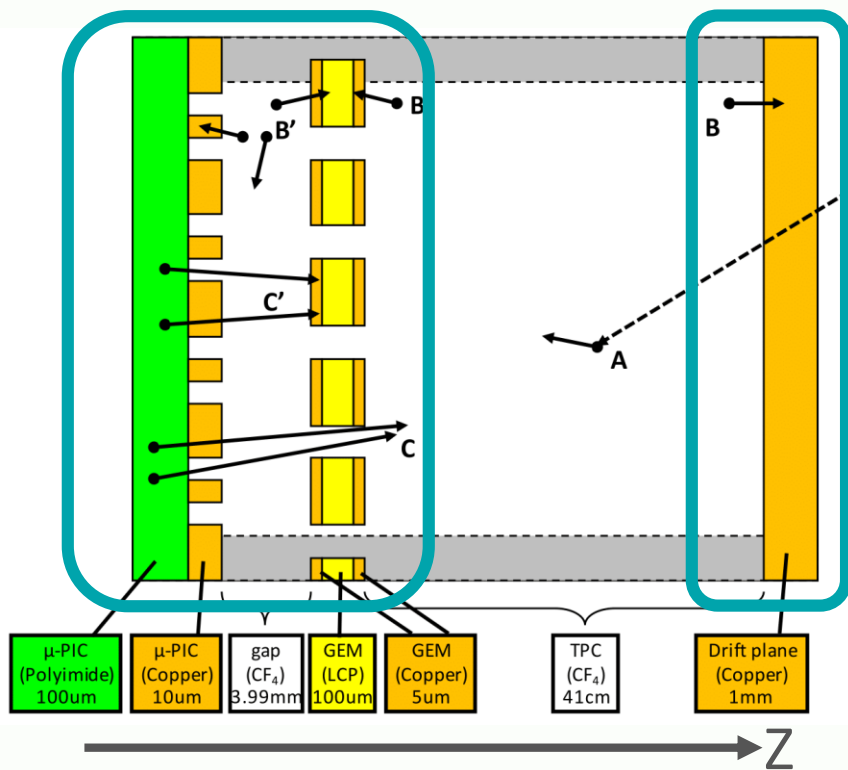 B
B'
B
A
C'
C
μ-PIC
(Polyimide)
100um
μ-PIC
(Copper)
10um
gap
(CF₄)
3.99mm
GEM
(LCP)
100um
GEM
(Copper)
5um
TPC
(CF₄)
41cm
Drift plane
(Copper)
1mm
Z